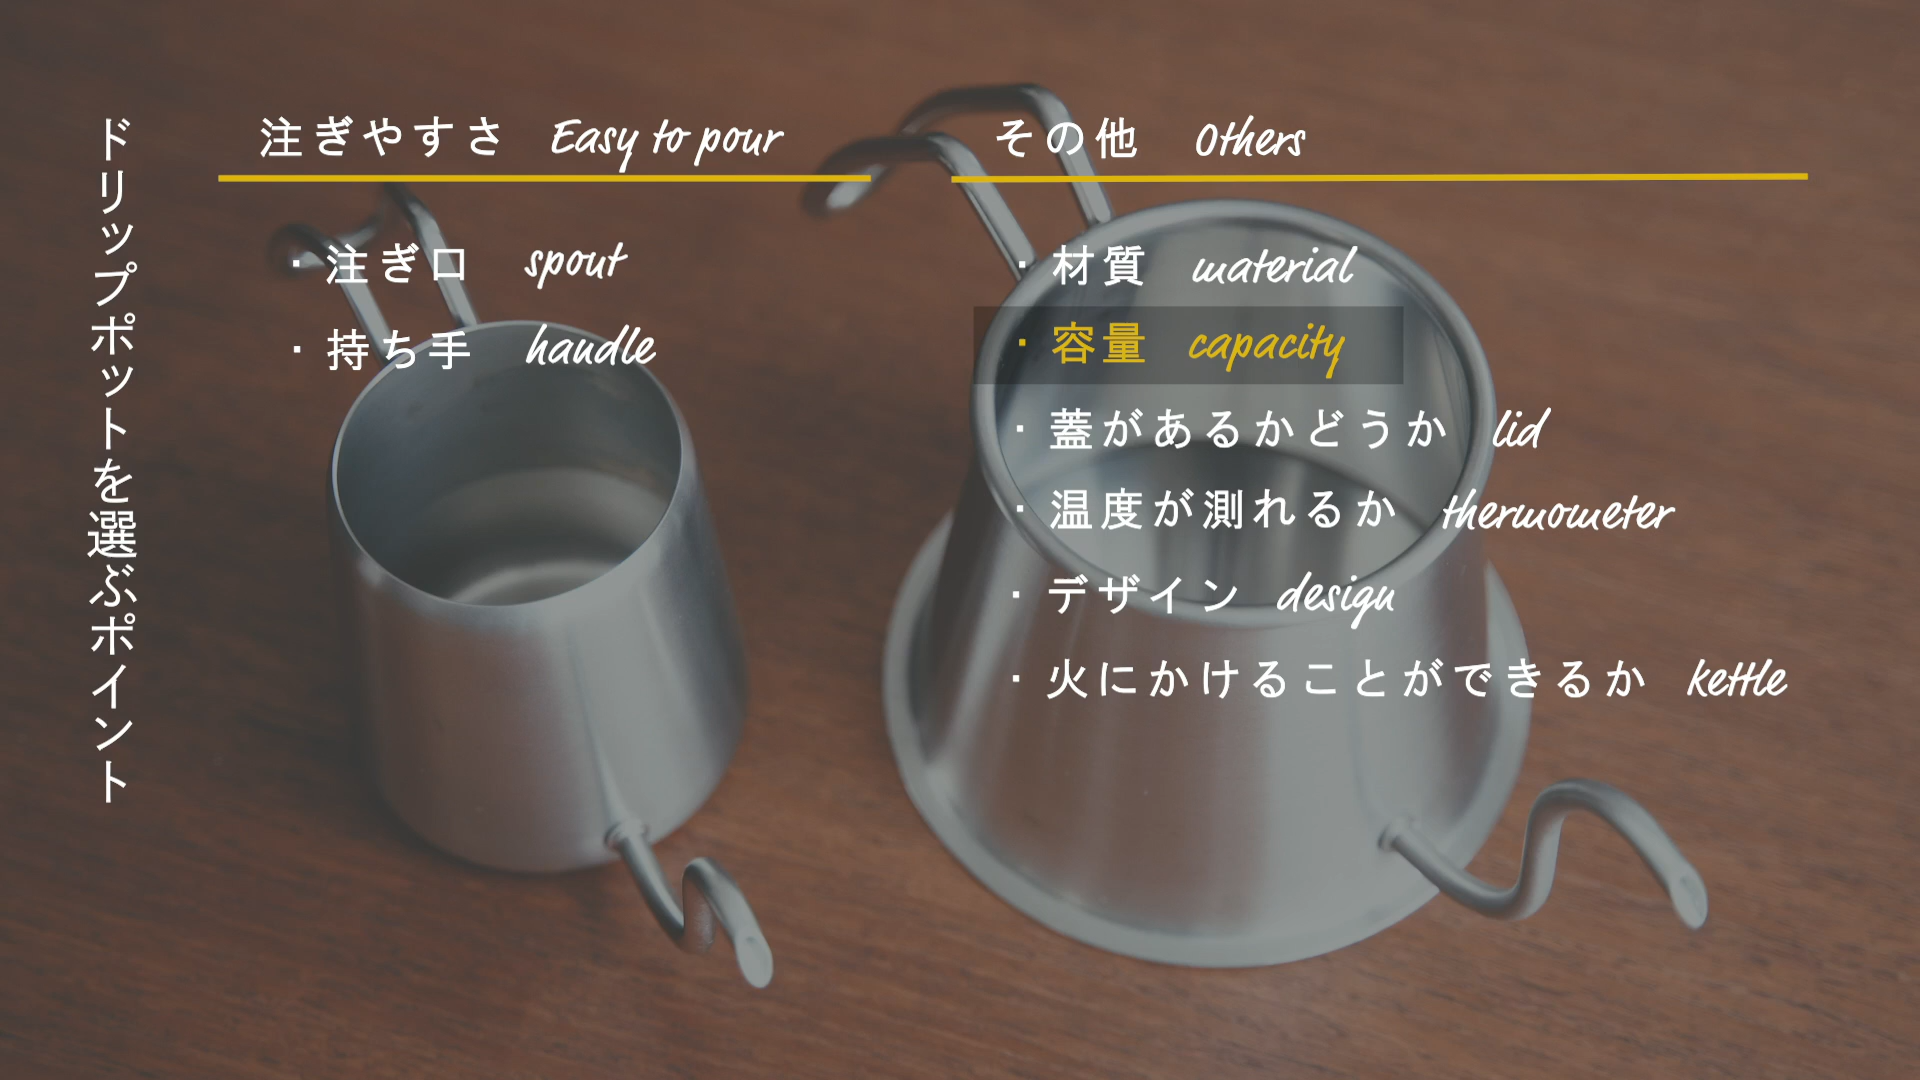 ドリップポットを選ぶポイント
注ぎやすさ Easy to pour
・注ぎ口 spout
・持ち手 handle
その他 Others
・材質 material
・容量 capacity
・蓋があるかどうか lid
・温度が測れるか thermometer
・デザイン design
・火にかけることができるか kettle